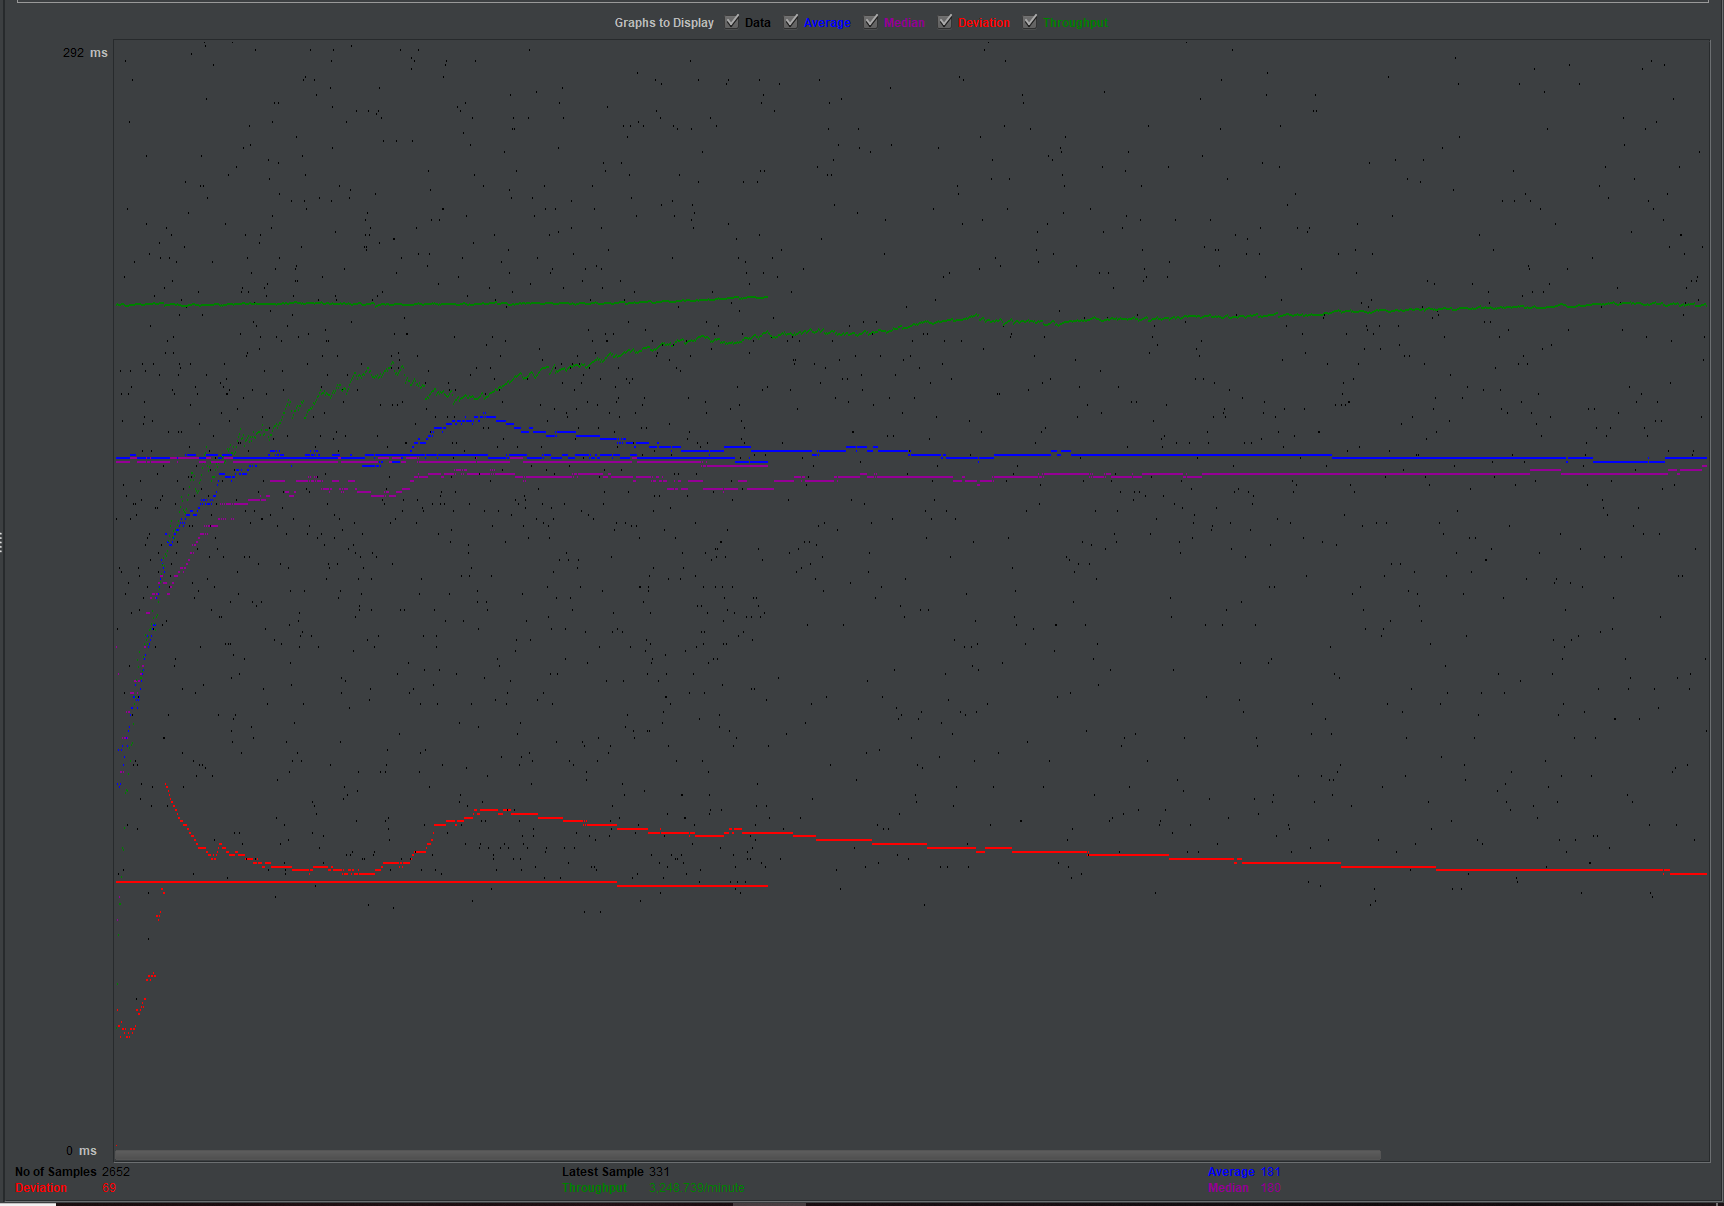 Graphs to Display Data Average Median Deviation Throughput
292 ms
0 ms
No of Samples 2652 Latest Sample 331 Average 181
Deviation 69 Throughput 3,248.739/minute Median